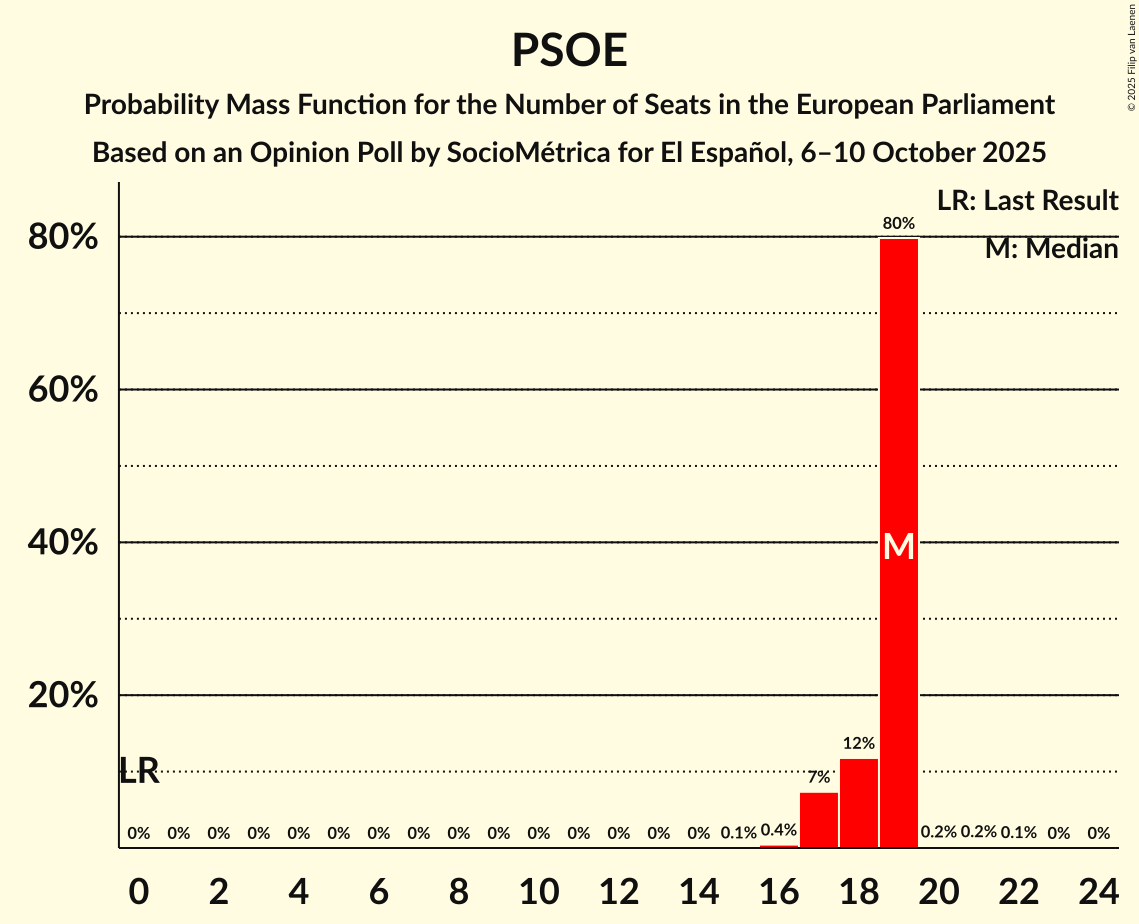 PSOE
Probability Mass Function for the Number of Seats in the European Parliament
Based on an Opinion Poll by SocioMétrica for El Español, 6–10 October 2025
© 2025 Filip van Laenen
LR: Last Result
M: Median
80%
60%
40%
20%
80%
M
12%
7%
LR
0% 0% 0% 0% 0% 0% 0% 0% 0% 0% 0% 0% 0% 0% 0% 0.1% 0.4% 0.2% 0.2% 0.1% 0% 0%
0 2 4 6 8 10 12 14 16 18 20 22 24